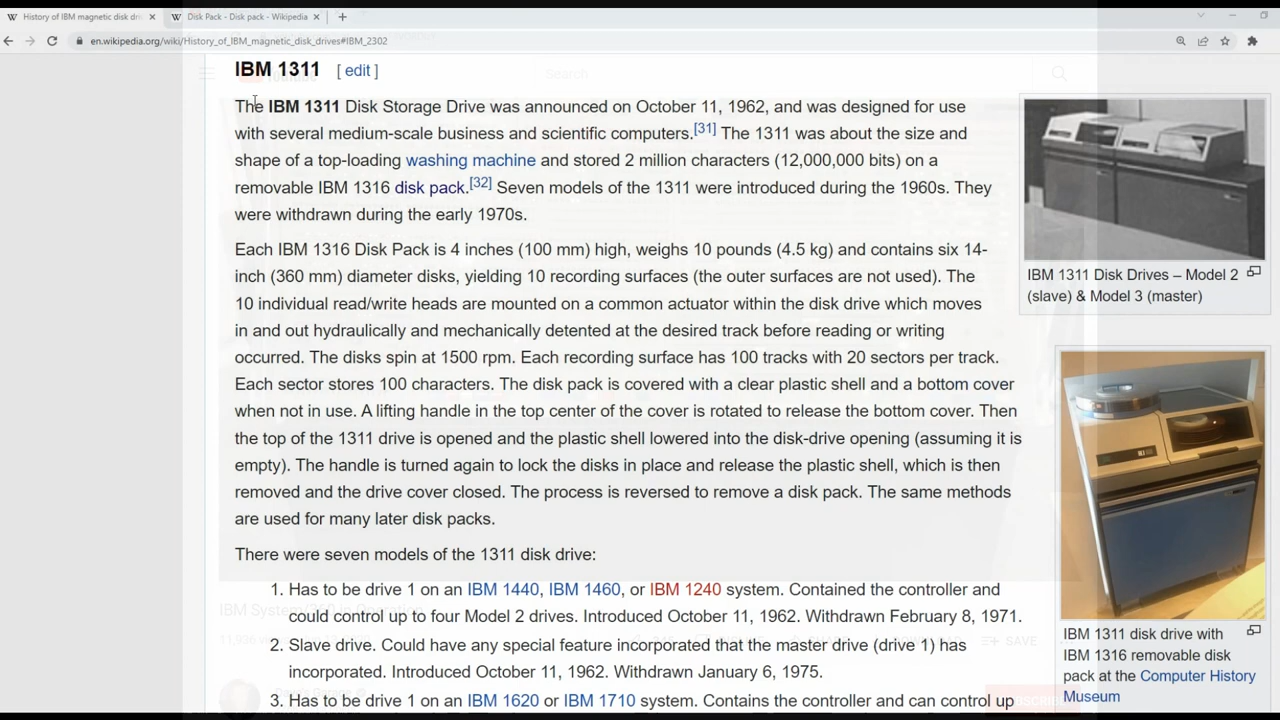 History of IBM magnetic disk dri
Disk Pack - Disk pack - Wikipedia
en.wikipedia.org/wiki/History_of_IBM_magnetic_disk_drives#IBM_2302
Search
IBM 1311 [ edit ]
The IBM 1311 Disk Storage Drive was announced on October 11, 1962, and was designed for use
with several medium-scale business and scientific computers.[31] The 1311 was about the size and
shape of a top-loading washing machine and stored 2 million characters (12,000,000 bits) on a
removable IBM 1316 disk pack.[32] Seven models of the 1311 were introduced during the 1960s. They
were withdrawn during the early 1970s.
Each IBM 1316 Disk Pack is 4 inches (100 mm) high, weighs 10 pounds (4.5 kg) and contains six 14-
inch (360 mm) diameter disks, yielding 10 recording surfaces (the outer surfaces are not used). The
10 individual read/write heads are mounted on a common actuator within the disk drive which moves
in and out hydraulically and mechanically detented at the desired track before reading or writing
occurred. The disks spin at 1500 rpm. Each recording surface has 100 tracks with 20 sectors per track.
Each sector stores 100 characters. The disk pack is covered with a clear plastic shell and a bottom cover
when not in use. A lifting handle in the top center of the cover is rotated to release the bottom cover. Then
the top of the 1311 drive is opened and the plastic shell lowered into the disk-drive opening (assuming it is
empty). The handle is turned again to lock the disks in place and release the plastic shell, which is then
removed and the drive cover closed. The process is reversed to remove a disk pack. The same methods
are used for many later disk packs.
There were seven models of the 1311 disk drive:
1. Has to be drive 1 on an IBM 1440, IBM 1460, or IBM 1240 system. Contained the controller and
could control up to four Model 2 drives. Introduced October 11, 1962. Withdrawn February 8, 1971.
2. Slave drive. Could have any special feature incorporated that the master drive (drive 1) has
incorporated. Introduced October 11, 1962. Withdrawn January 6, 1975.
3. Has to be drive 1 on an IBM 1620 or IBM 1710 system. Contains the controller and can control up
IBM 1311 Disk Drives – Model 2
(slave) & Model 3 (master)
IBM 1311 disk drive with
IBM 1316 removable disk
pack at the Computer History
Museum
SAVE